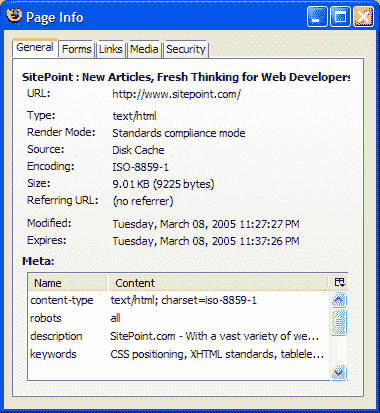 Page Info
General Forms Links Media Security
SitePoint : New Articles, Fresh Thinking for Web Developers
URL: http://www.sitepoint.com/
Type: text/html
Render Mode: Standards compliance mode
Source: Disk Cache
Encoding: ISO-8859-1
Size: 9.01 KB (9225 bytes)
Referring URL: (no referrer)
Modified: Tuesday, March 08, 2005 11:27:27 PM
Expires: Tuesday, March 08, 2005 11:37:26 PM
Meta:
Name Content
content-type text/html; charset=iso-8859-1
robots all
description SitePoint.com - With a vast variety of we...
keywords CSS positioning, XHTML standards, tablele...